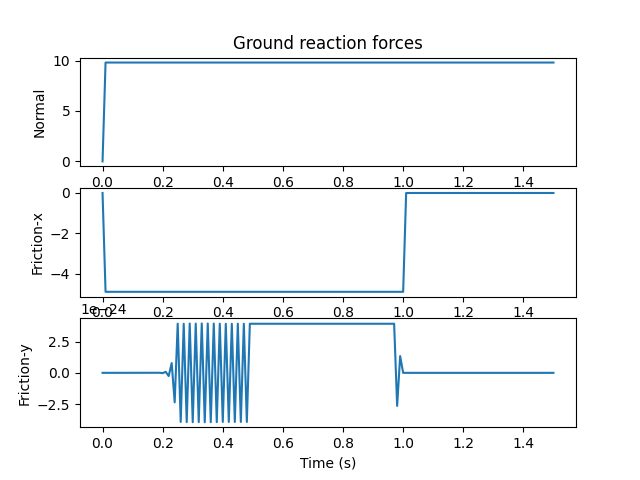 Ground reaction forces
10
5
0
Normal
0.0 0.2 0.4 0.6 0.8 1.0 1.2 1.4
0
−2
−4
Friction-x
0.0 0.2 0.4 0.6 0.8 1.0 1.2 1.4
1e−24
2.5
0.0
−2.5
Friction-y
0.0 0.2 0.4 0.6 0.8 1.0 1.2 1.4
Time (s)